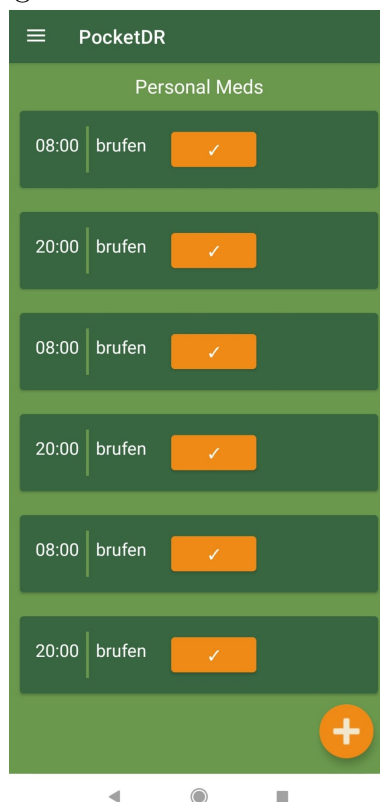 PocketDR
Personal Meds
08:00 brufen ✓
20:00 brufen ✓
08:00 brufen ✓
20:00 brufen ✓
08:00 brufen ✓
20:00 brufen ✓